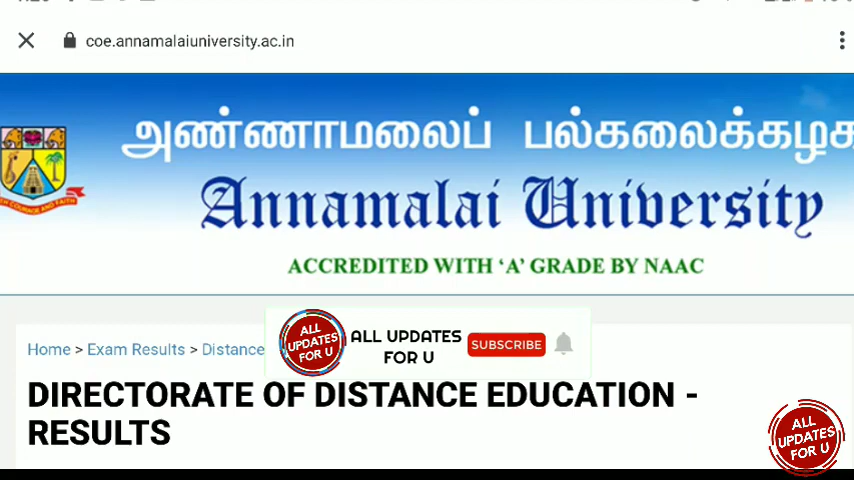 coe.annamalaiuniversity.ac.in
அண்ணாமலைப் பல்கலைக்கழக
Annamalai University
ACCREDITED WITH ‘A’ GRADE BY NAAC
Home > Exam Results > Distance
ALL UPDATES
FOR U
SUBSCRIBE
ALL
UPDATES
FOR U
DIRECTORATE OF DISTANCE EDUCATION -
RESULTS
ALL
UPDATES
FOR U